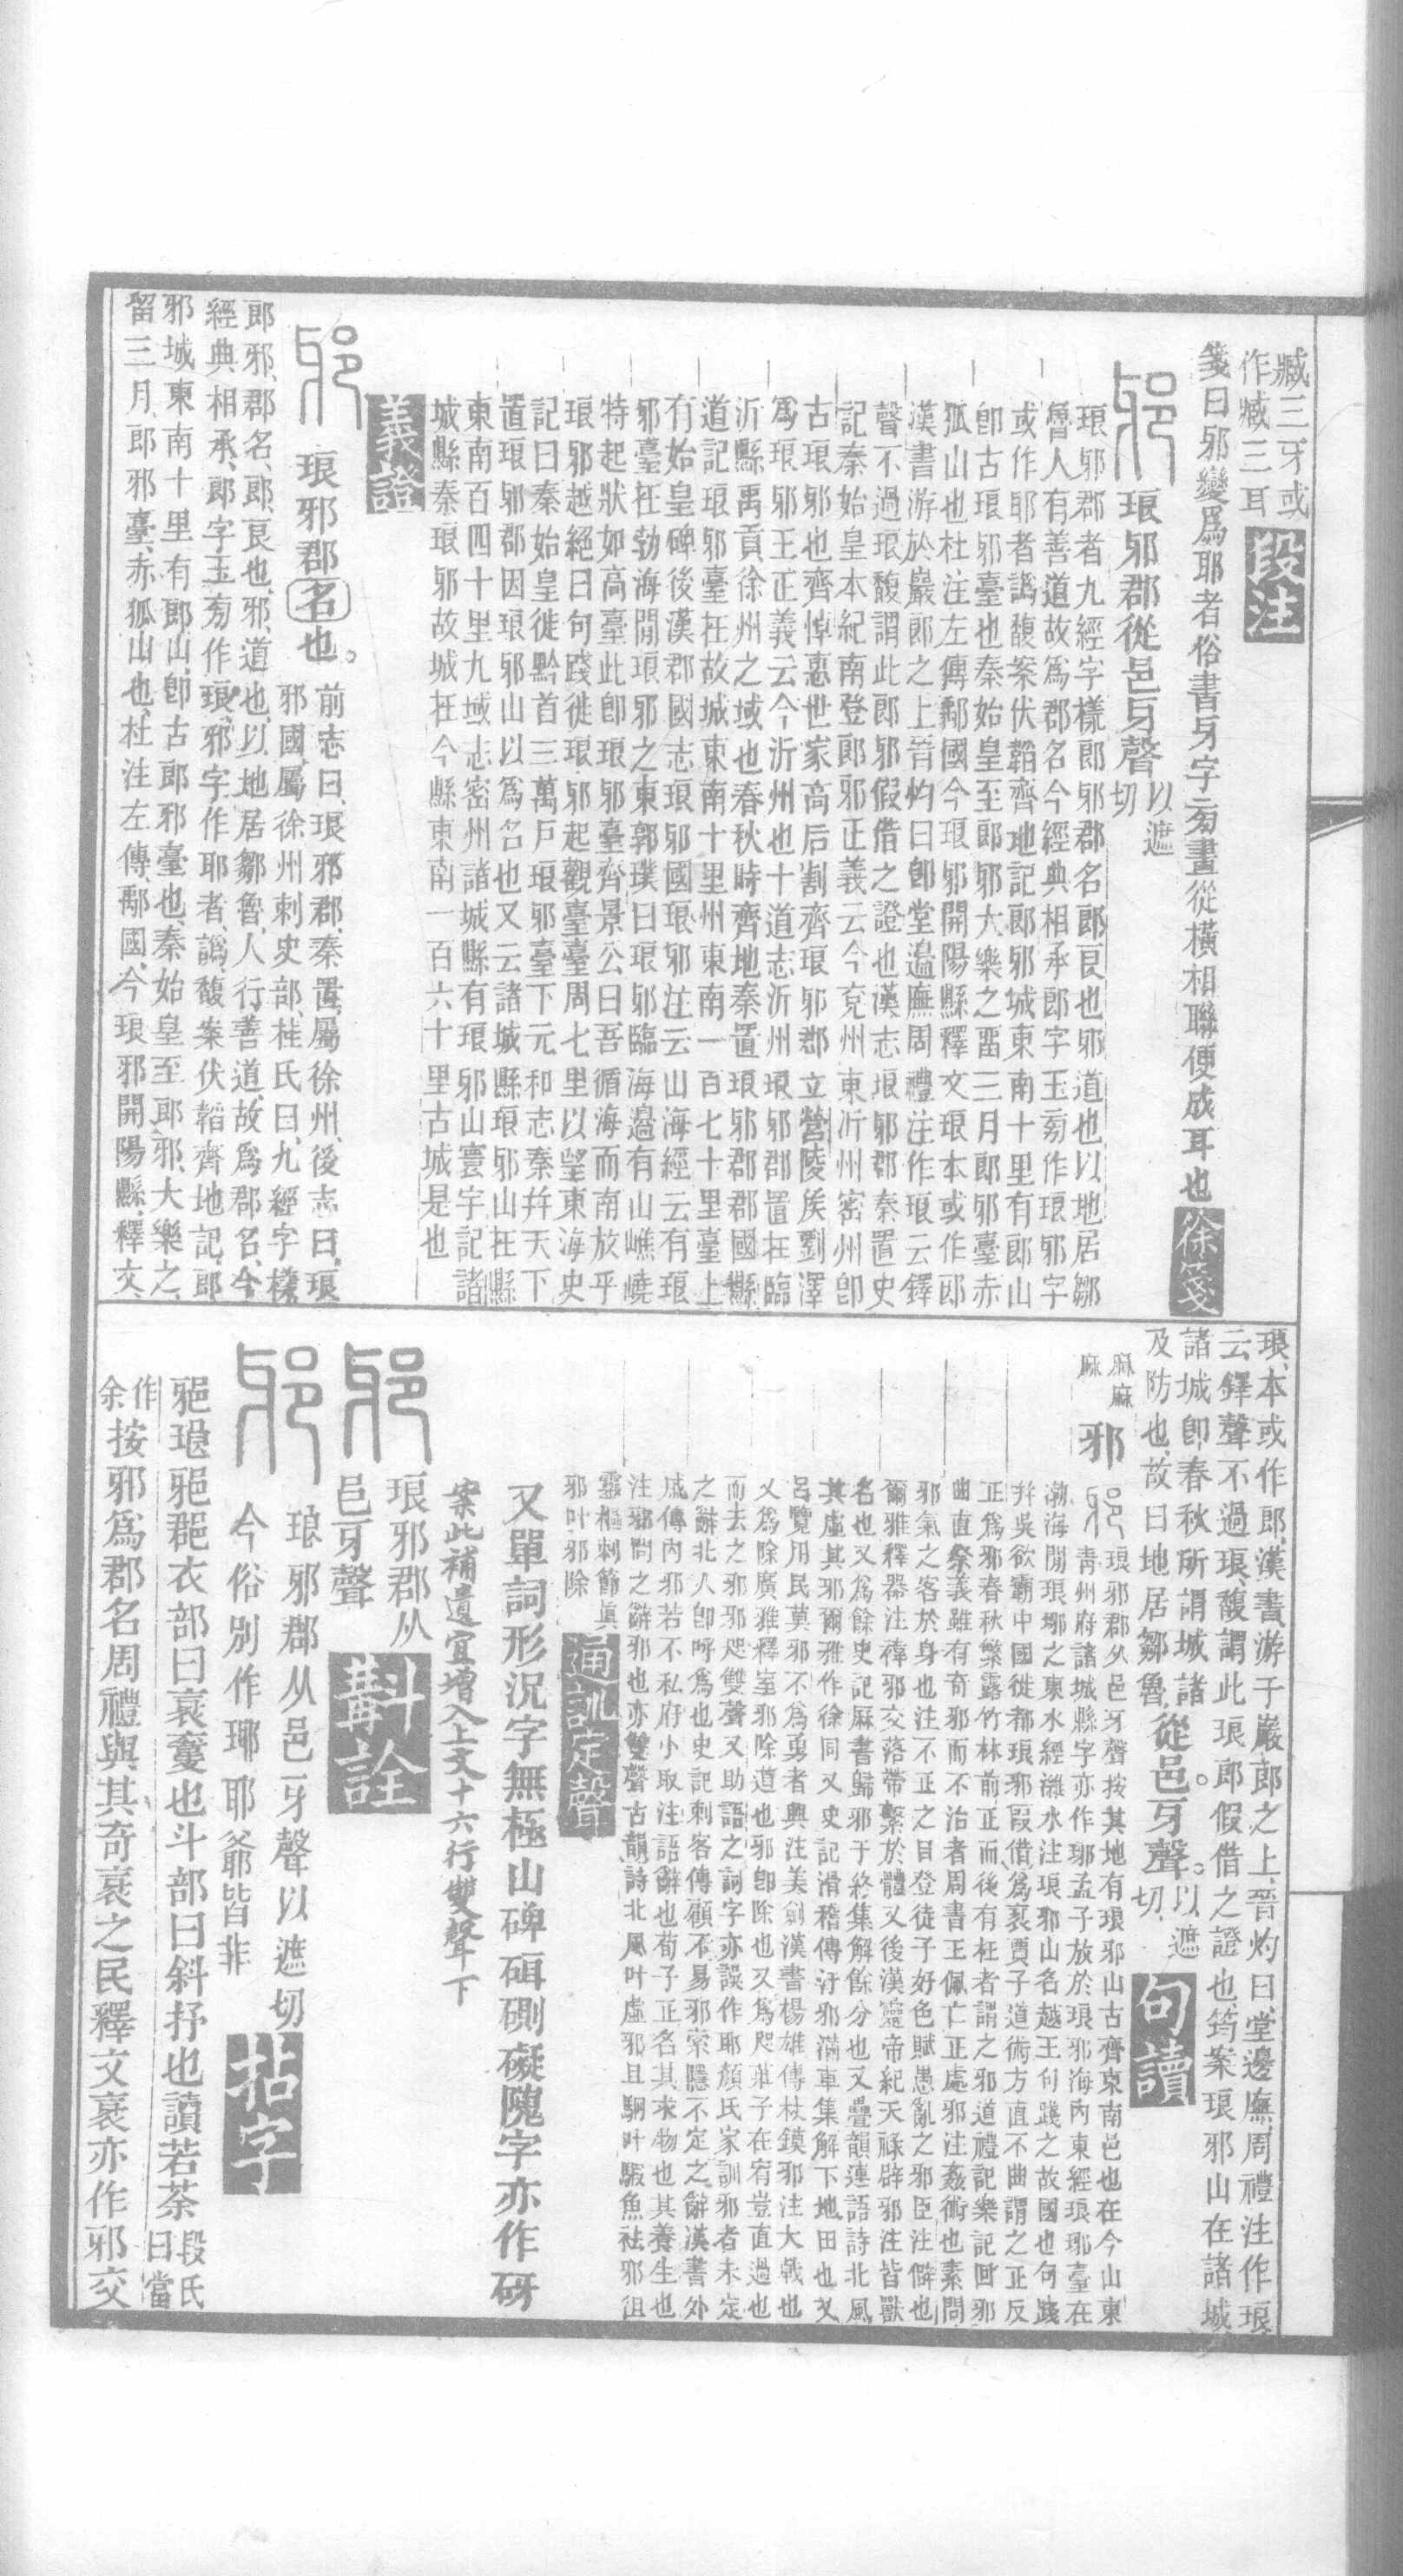 臧三牙或
作臧三耳
段注
箋曰邪變爲耶者俗書牙字二㫄畫從橫相聯便成耳也
徐箋
琅邪郡從邑牙聲
以遮
切
琅邪郡者九經字樣郎邪郡名郎良也邪道也以地居鄒
魯人有善道故爲郡名今經典相承郎字玉㫄作琅邪字
或作耶者譌馥案伏韜齊地記郎邪城東南十里有郎山
卽古琅邪臺也秦始皇至郎邪大樂之畱三月郎邪臺赤
孤山也杜注左傳鄅國今琅邪開陽縣釋文琅本或作郎
漢書游於巖郎之上晉灼曰卽堂邊廡周禮注作琅云鐸
聲不過琅馥謂此郎邪假借之證也漢志琅邪郡秦置史
記秦始皇本紀南登郎邪正義云今兗州東沂州密州卽
古琅邪也齊悼惠世家高后割齊琅邪郡立營陵侯劉澤
爲琅邪王正義云今沂州也十道志沂州琅邪郡置在臨
沂縣禹貢徐州之域也春秋時齊地秦置琅邪郡郡國縣
道記琅邪臺在故城東南十里州東南一百七十里臺上
有始皇碑後漢郡國志琅邪國琅邪注云山海經云有琅
邪臺在勃海閒琅邪之東郭璞曰琅邪臨海邊有山嶕嶢
特起狀如高臺此卽琅邪臺齊景公曰吾循海而南放乎
琅邪越絕曰句踐徙琅邪起觀臺臺周七里以望東海史
記曰秦始皇徙黔首三萬戶琅邪臺下元和志秦幷天下
置琅邪郡因琅邪山以爲名也又云諸城縣琅邪山在縣
東南百四十里九域志密州諸城縣有琅邪山寰宇記諸
城縣秦琅邪故城在今縣東南一百六十里古城是也
義證
琅邪郡名也。
前志曰、琅邪郡、秦置、屬徐州、後志曰、琅
邪國、屬徐州刺史部、桂氏曰、九經字樣
郎邪、郡名、郎、良也、邪、道也、以地居鄒魯、人行善道、故爲郡名、今
經典相承、郎字玉㫄作琅、邪字作耶者、譌、馥案、伏韜齊地記、郎
邪城東南十里有郎山、卽古郎邪臺也、秦始皇至郎邪、大樂之、
留三月、郎邪臺、赤孤山也、杜注左傳、鄅國、今琅邪開陽縣、釋文
琅、本或作郎、漢書、游于巖郎之上、晉灼曰、堂邊廡、周禮注作琅
云、鐸聲不過琅、馥謂此琅郎假借之證也、筠案、琅邪山在諸城、
諸城卽春秋所謂城諸
及防也、故曰地居鄒魯、
從邑。牙聲。
以遮
切、
句讀
麻
麻麻
邪
琅邪郡从邑牙聲按其地有琅邪山古齊東南邑也在今山東
青州府諸城縣字亦作琊孟子放於琅邪海內東經琅琊臺在
渤海閒琅琊之東水經濰水注琅邪山名越王句踐之故國也句踐
并吳欲霸中國徙都琅邪叚借爲衺賈子道術方直不曲謂之正反
正爲邪春秋繁露竹林前正而後有枉者謂之邪道禮記樂記回邪
曲直祭義雖有奇邪而不治者周書王佩亡正處邪注姦術也素問
邪氣之客於身也注不正之目登徒子好色賦愚亂之邪臣注僻也
爾雅釋器注褘邪交落帶繫於體又後漢靈帝紀天祿辟邪注皆獸
名也又爲餘史記厤書歸邪于終集解餘分也又疊韻連語詩北風
其虛其邪爾雅作徐同又史記滑稽傳汙邪滿車集解下地田也又
呂覽用民莫邪不爲勇者興注美劍漢書楊雄傳杖鏌邪注大戟也
又爲除廣雅釋室邪除道也邪卽除也又爲咫莊子在宥豈直過也
而去之邪邪咫雙聲又助語之詞字亦誤作耶顏氏家訓邪者未定
之辭北人卽呼爲也史記刺客傳顧不易邪索隱不定之辭漢書外
戚傳內邪若不私府小取注語辭也荀子正名其求物也其養生也
注邪問之辭邪也亦雙聲古韻詩北風叶虛邪且駉叶騢魚祛邪徂
靈樞刺節眞
邪叶邪除
通訓定聲
又單詞形況字無極山碑砠磵礙隗字亦作砑
案此補遺宜增入上文十六行雙聲下
琅邪郡从
邑牙聲
斠詮
琅邪郡从邑牙聲以遮切
今俗別作瑘耶爺皆非
拈字
衣部曰衺窶也斗部曰斜抒也讀若荼
段氏
曰當
作
余
按邪爲郡名周禮與其奇衺之民釋文衺亦作邪交